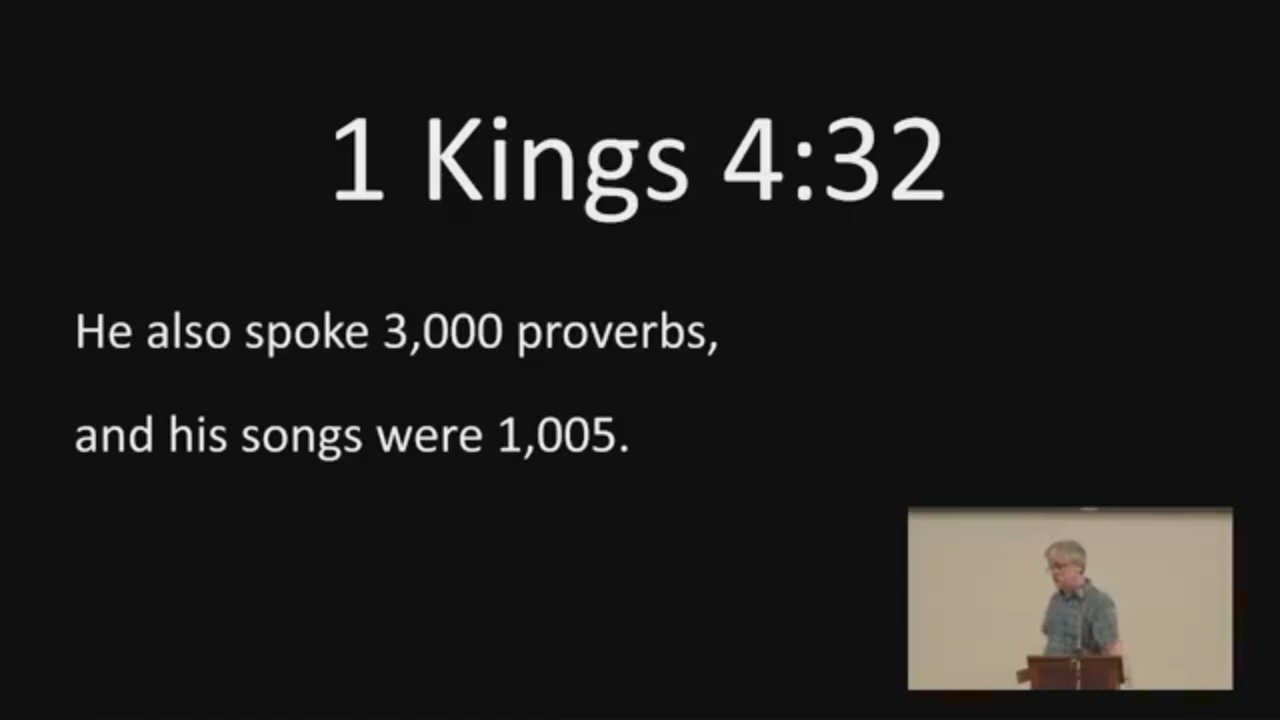 1 Kings 4:32
He also spoke 3,000 proverbs,
and his songs were 1,005.